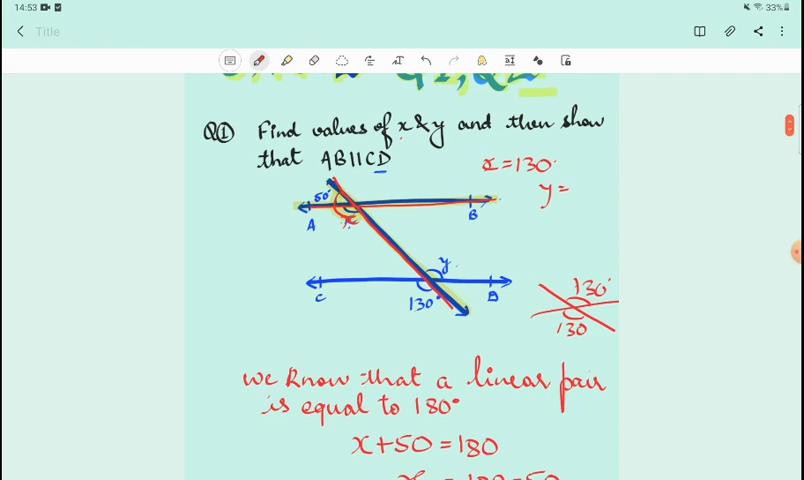 14:53
33%
Title
Q① Find values of x & y and then show
that AB||CD
x = 130°
y =
50°
A
B
x
y
C
D
130°
130°
130
we know that a linear pair
is equal to 180°
x + 50 = 180